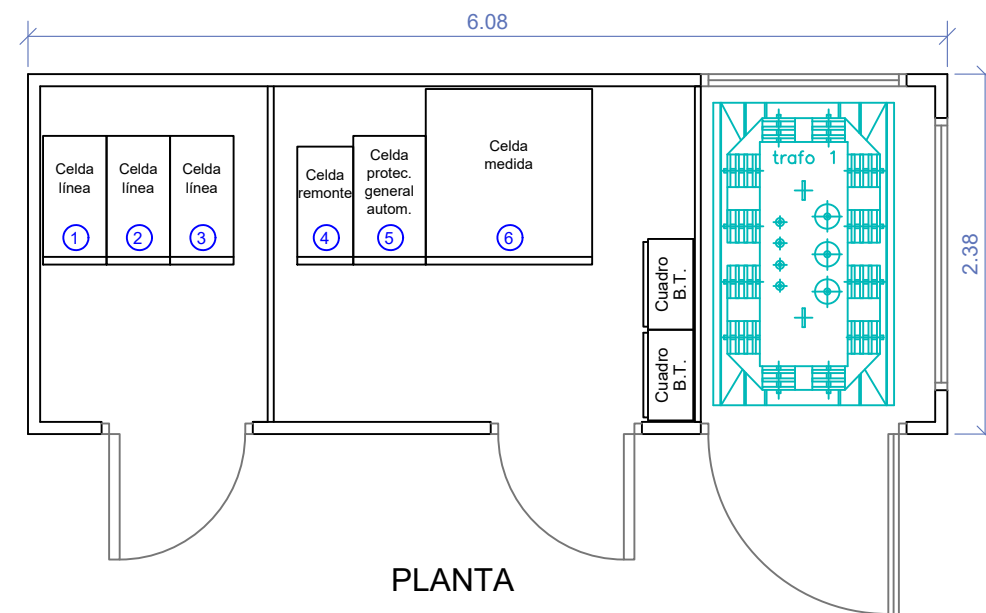 6.08
Celda
línea
1
Celda
línea
2
Celda
línea
3
Celda
remonte
4
Celda
protec.
general
autom.
5
Celda
medida
6
Cuadro
B.T.
Cuadro
B.T.
trafo 1
2.38
PLANTA